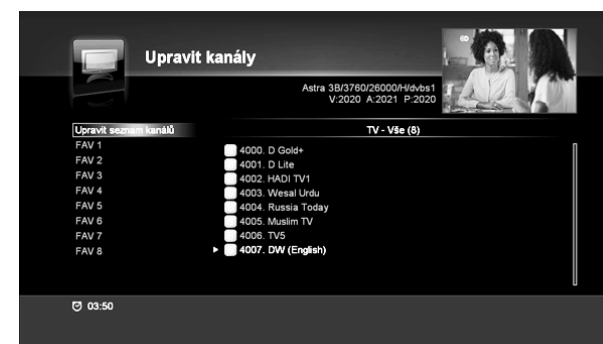 Upravit kanály
Astra 3B/3760/26000/H/dvbs1
V:2020 A:2021 P:2020
Upravit seznam kanálů
TV - Vše (8)
FAV 1
FAV 2
FAV 3
FAV 4
FAV 5
FAV 6
FAV 7
FAV 8
4000. D Gold+
4001. D Lite
4002. HADI TV1
4003. Wesal Urdu
4004. Russia Today
4005. Muslim TV
4006. TV5
4007. DW (English)
03:50